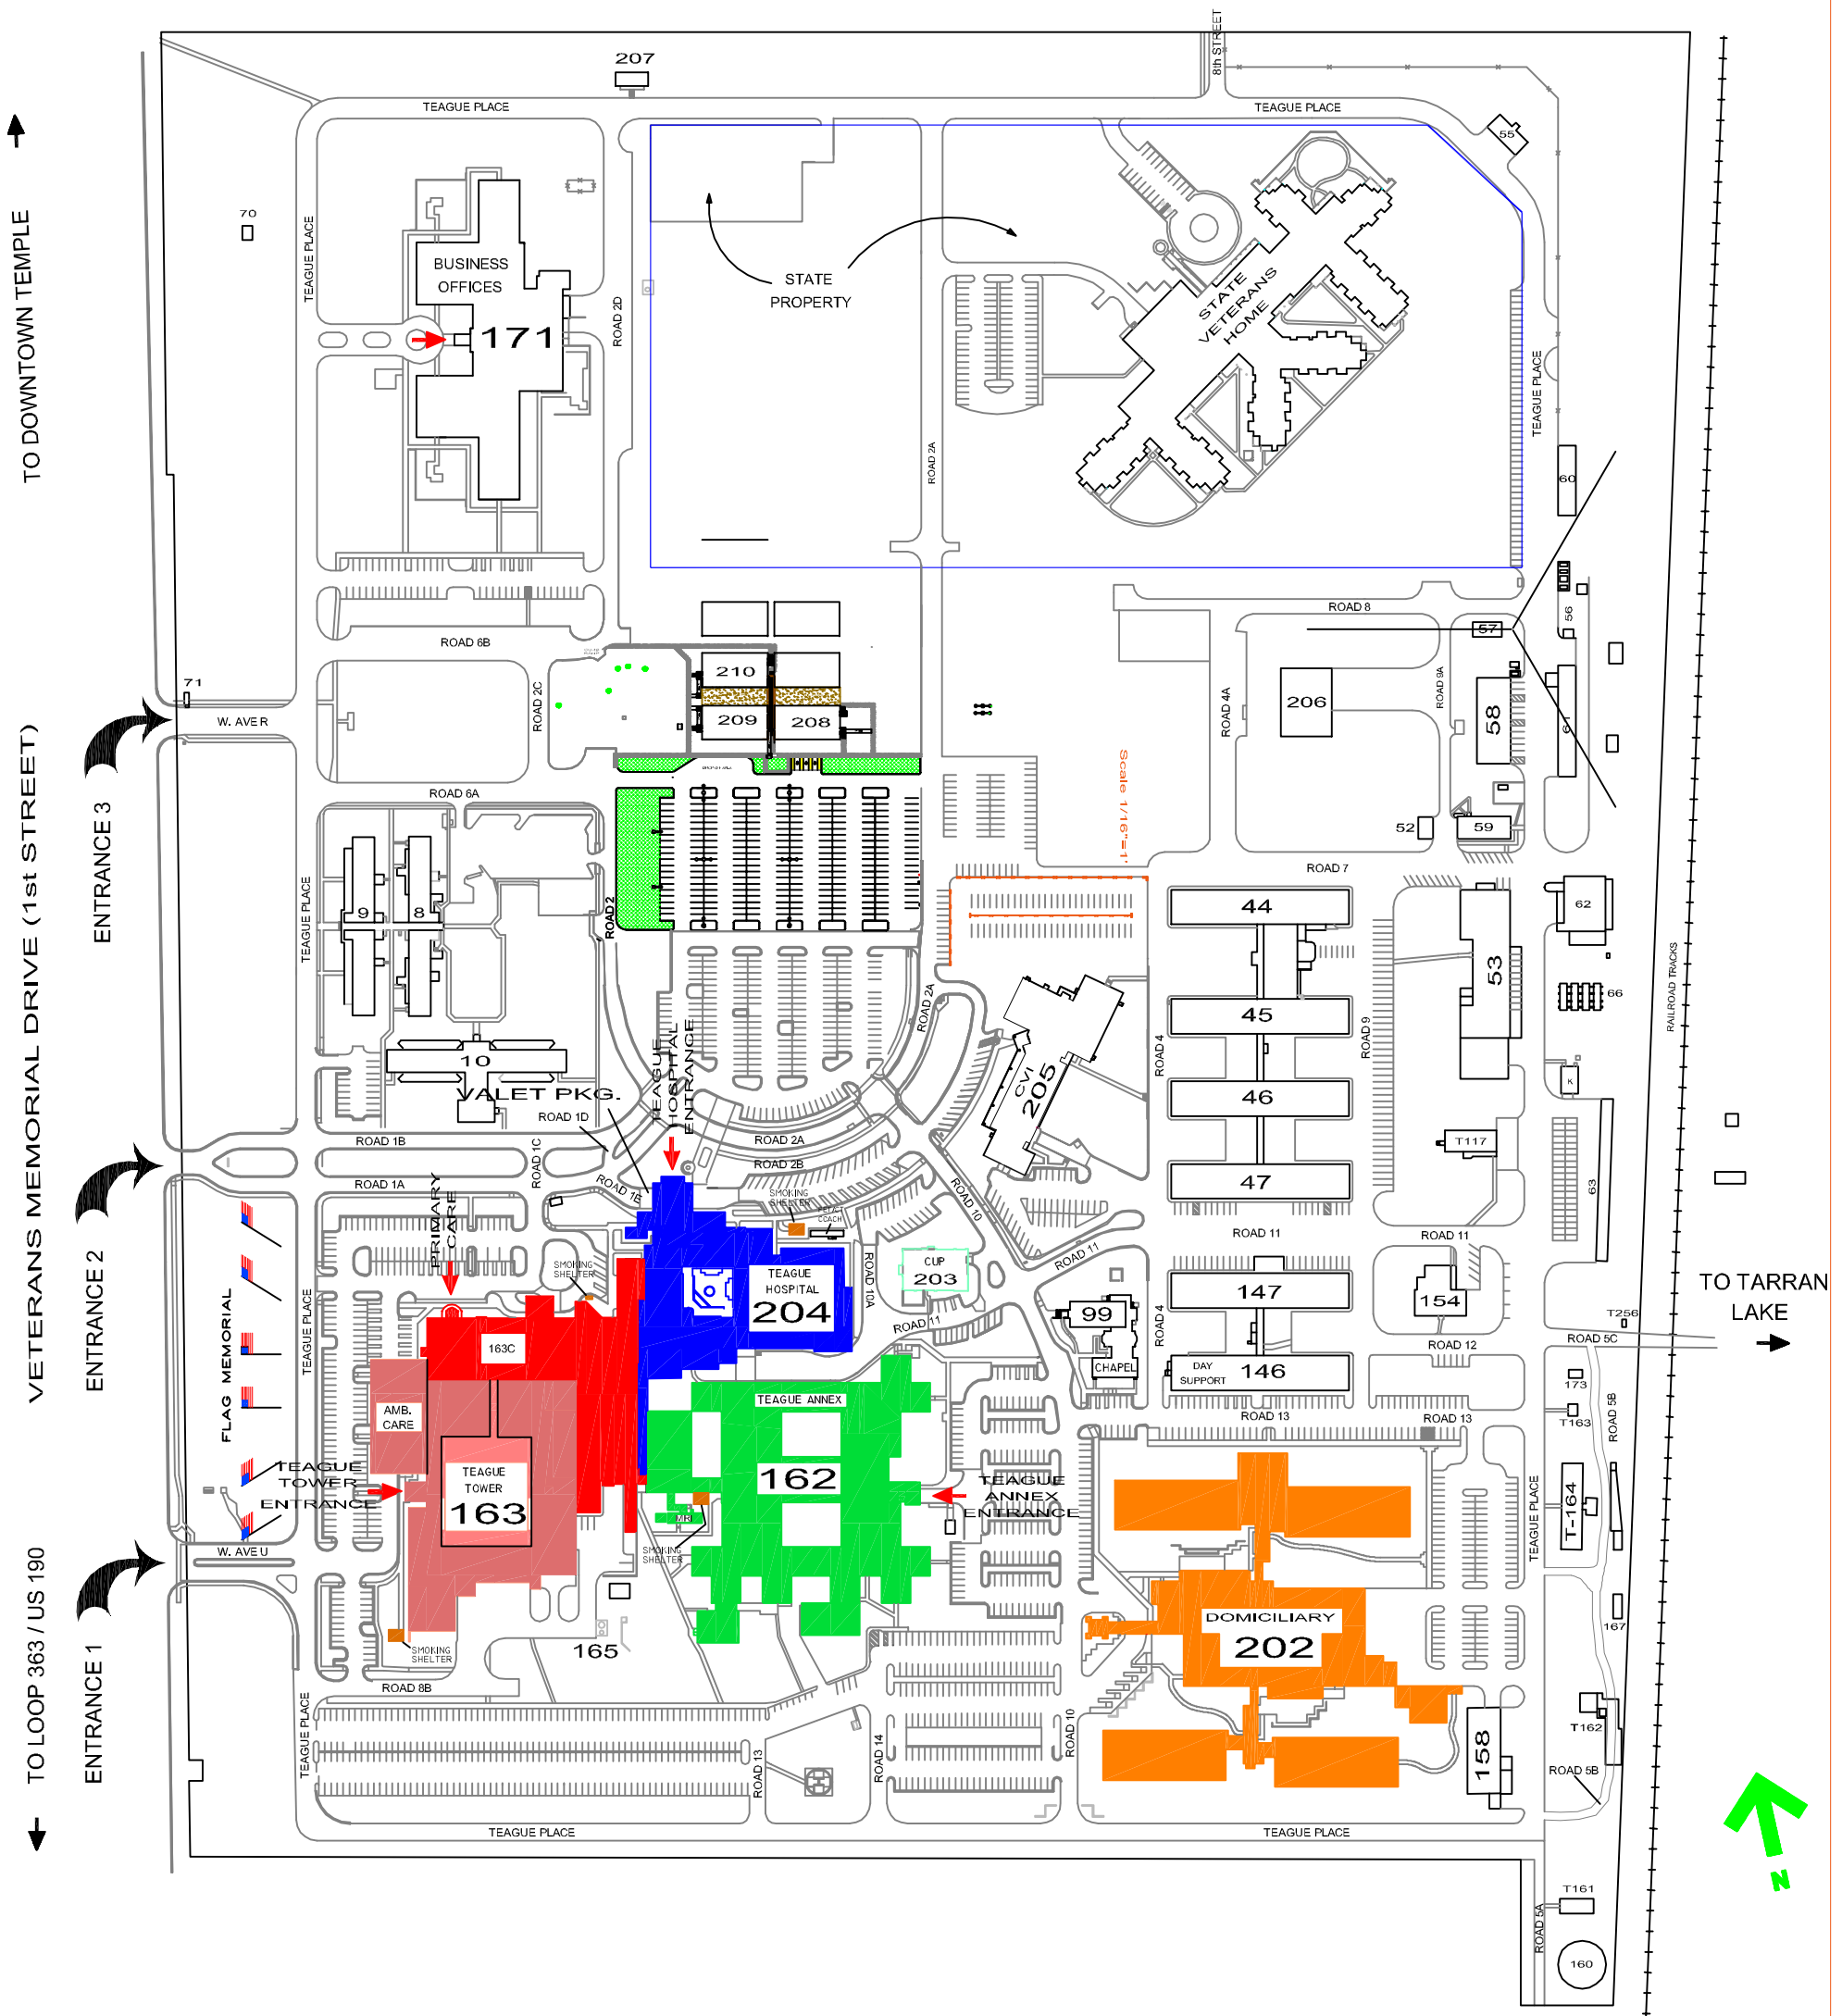 8th STREET
207
TEAGUE PLACE
TEAGUE PLACE
55
TO DOWNTOWN TEMPLE
70
TEAGUE PLACE
BUSINESS
OFFICES
171
ROAD 2D
STATE
PROPERTY
STATE
VETERANS
HOME
ROAD 2A
TEAGUE PLACE
60
ROAD 8
57
56
ROAD 6B
71
W. AVE R
ROAD 2C
210
209
208
ROAD 4A
206
ROAD 9A
58
61
ENTRANCE 3
VETERANS MEMORIAL DRIVE (1st STREET)
ROAD 6A
Scale 1/16"=1'
52
59
ROAD 7
TEAGUE PLACE
9
8
ROAD 2
44
62
53
66
RAILROAD TRACKS
ROAD 2A
45
ROAD 4
ROAD 9
10
VALET PKG.
ROAD 1D
TEAGUE
HOSPITAL
ENTRANCE
CVI
205
46
K
ROAD 1B
ROAD 1C
ROAD 2A
ROAD 2B
T117
ENTRANCE 2
ROAD 1A
ROAD 1E
SMOKING
SHELTER
PET/CT
COACH
ROAD 10
47
63
PRIMARY
CARE
ROAD 11
ROAD 11
ROAD 11
SMOKING
SHELTER
TEAGUE
HOSPITAL
204
ROAD 10A
CUP
203
FLAG MEMORIAL
TEAGUE PLACE
ROAD 11
99
CHAPEL
ROAD 4
147
154
T256
ROAD 5C
TO TARRAN
LAKE
163C
ROAD 12
DAY
SUPPORT
146
173
AMB.
CARE
TEAGUE ANNEX
ROAD 13
ROAD 13
T163
ROAD 5B
TEAGUE
TOWER
ENTRANCE
TEAGUE
TOWER
163
162
MRI
TEAGUE
ANNEX
ENTRANCE
TEAGUE PLACE
T-164
SMOKING
SHELTER
W. AVE U
TO LOOP 363 / US 190
ENTRANCE 1
165
DOMICILIARY
202
167
SMOKING
SHELTER
ROAD 8B
TEAGUE PLACE
ROAD 13
ROAD 14
ROAD 10
158
T162
ROAD 5B
TEAGUE PLACE
TEAGUE PLACE
N
T161
ROAD 5A
160